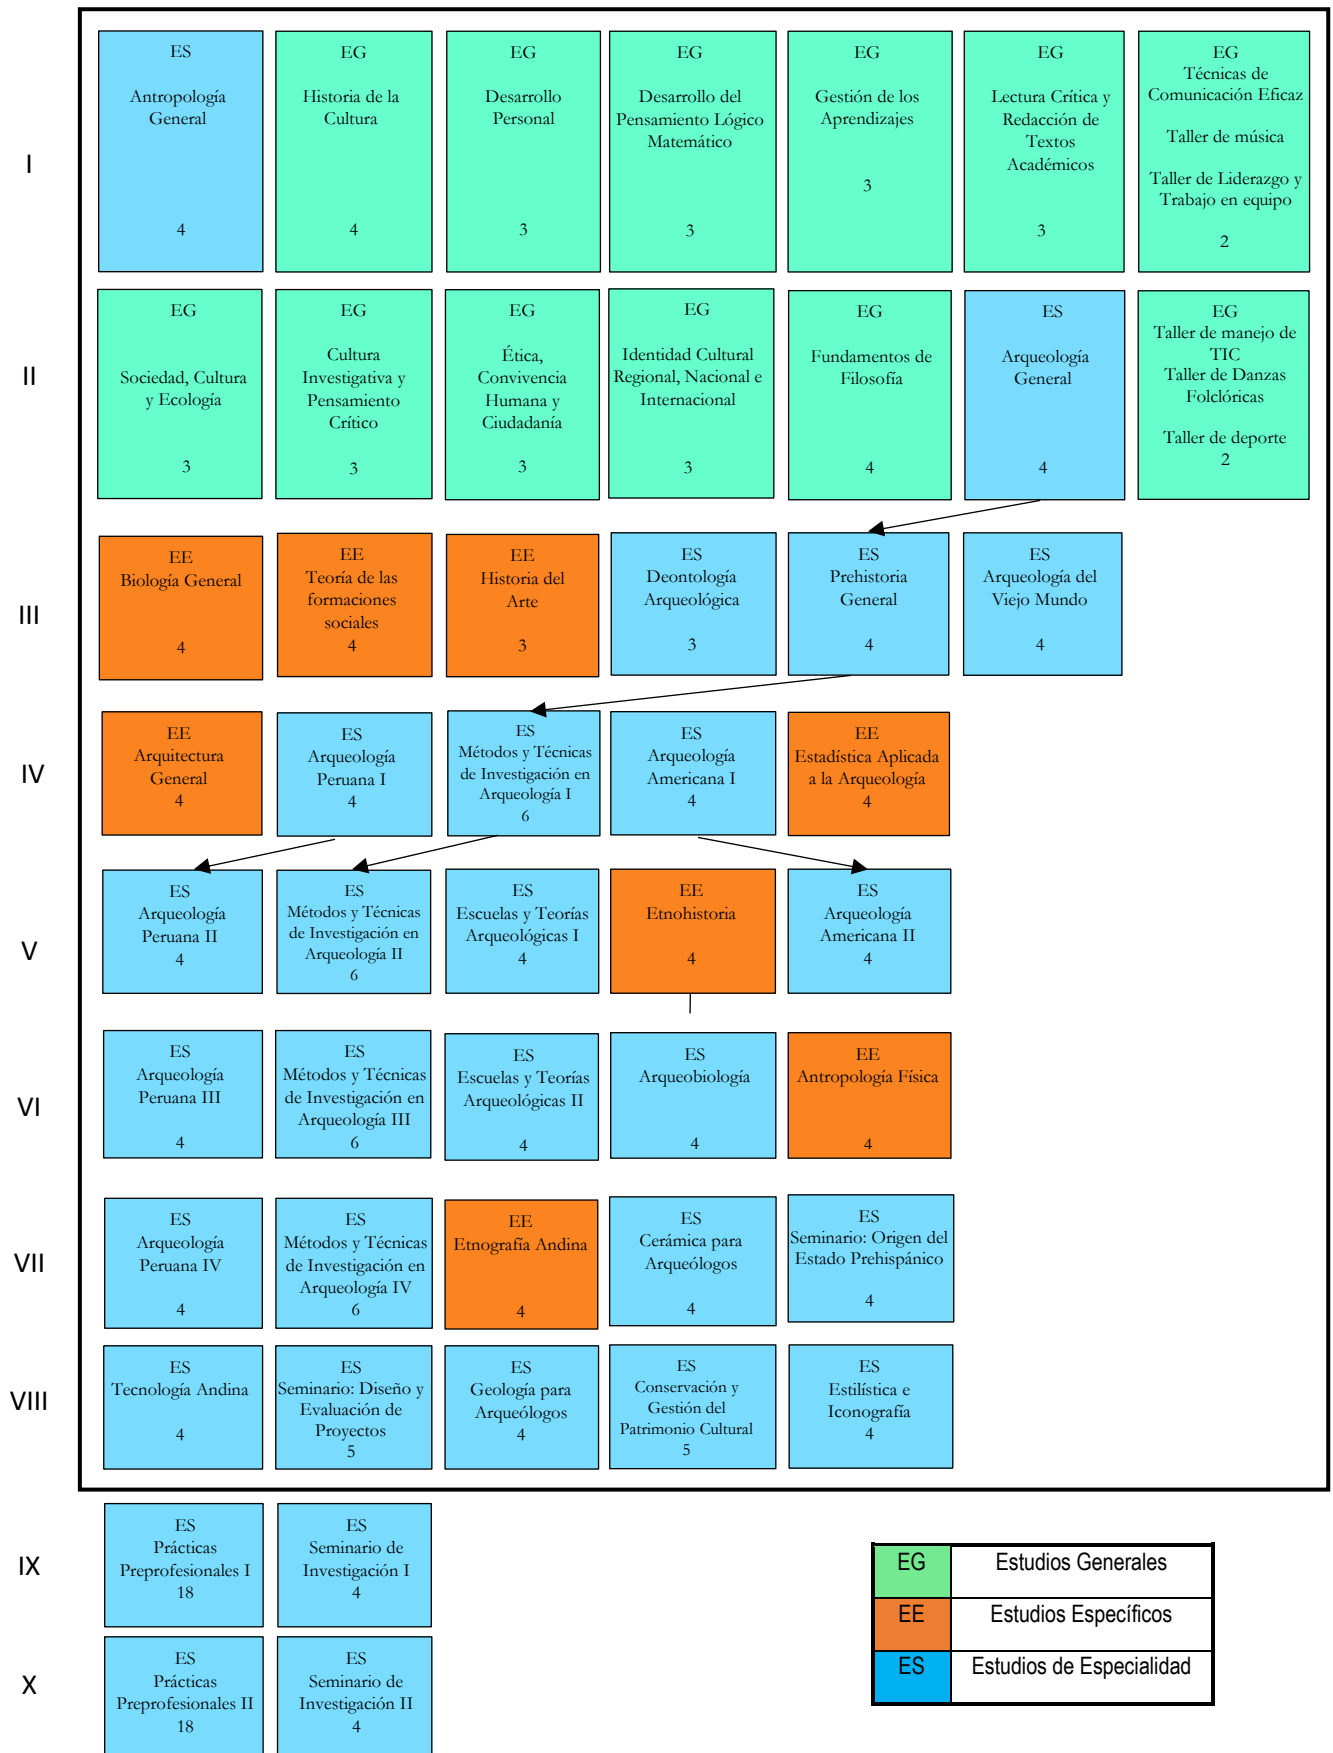 I
ES
Antropología
General
4
EG
Historia de la
Cultura
4
EG
Desarrollo
Personal
3
EG
Desarrollo del
Pensamiento Lógico
Matemático
3
EG
Gestión de los
Aprendizajes
3
EG
Lectura Crítica y
Redacción de
Textos
Académicos
3
EG
Técnicas de
Comunicación Eficaz
Taller de música
Taller de Liderazgo y
Trabajo en equipo
2
II
EG
Sociedad, Cultura
y Ecología
3
EG
Cultura
Investigativa y
Pensamiento
Crítico
3
EG
Ética,
Convivencia
Humana y
Ciudadanía
3
EG
Identidad Cultural
Regional, Nacional e
Internacional
3
EG
Fundamentos de
Filosofía
4
ES
Arqueología
General
4
EG
Taller de manejo de
TIC
Taller de Danzas
Folclóricas
Taller de deporte
2
III
EE
Biología General
4
EE
Teoría de las
formaciones
sociales
4
EE
Historia del
Arte
3
ES
Deontología
Arqueológica
3
ES
Prehistoria
General
4
ES
Arqueología del
Viejo Mundo
4
IV
EE
Arquitectura
General
4
ES
Arqueología
Peruana I
4
ES
Métodos y Técnicas
de Investigación en
Arqueología I
6
ES
Arqueología
Americana I
4
EE
Estadística Aplicada
a la Arqueología
4
V
ES
Arqueología
Peruana II
4
ES
Métodos y Técnicas
de Investigación en
Arqueología II
6
ES
Escuelas y Teorías
Arqueológicas I
4
EE
Etnohistoria
4
ES
Arqueología
Americana II
4
VI
ES
Arqueología
Peruana III
4
ES
Métodos y Técnicas
de Investigación en
Arqueología III
6
ES
Escuelas y Teorías
Arqueológicas II
4
ES
Arqueobiología
4
EE
Antropología Física
4
VII
ES
Arqueología
Peruana IV
4
ES
Métodos y Técnicas
de Investigación en
Arqueología IV
6
EE
Etnografía Andina
4
ES
Cerámica para
Arqueólogos
4
ES
Seminario: Origen del
Estado Prehispánico
4
VIII
ES
Tecnología Andina
4
ES
Seminario: Diseño y
Evaluación de
Proyectos
5
ES
Geología para
Arqueólogos
4
ES
Conservación y
Gestión del
Patrimonio Cultural
5
ES
Estilística e
Iconografía
4
IX
ES
Prácticas
Preprofesionales I
18
ES
Seminario de
Investigación I
4
X
ES
Prácticas
Preprofesionales II
18
ES
Seminario de
Investigación II
4
EG Estudios Generales
EE Estudios Específicos
ES Estudios de Especialidad